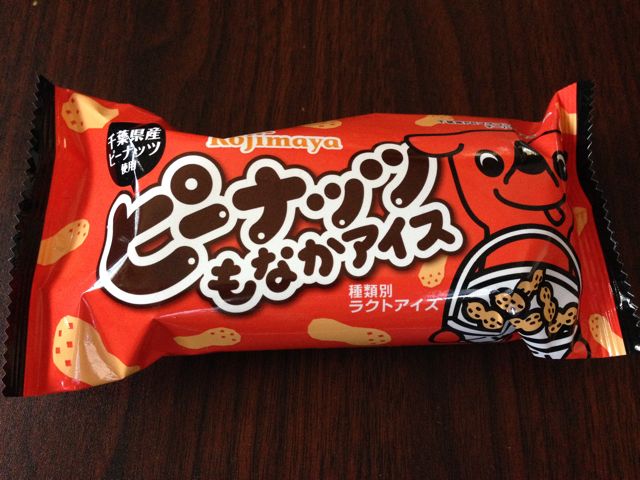 千葉県産
ピーナッツ
使用
Kojimaya
ピーナッツ
もなかアイス
種類別
ラクトアイス